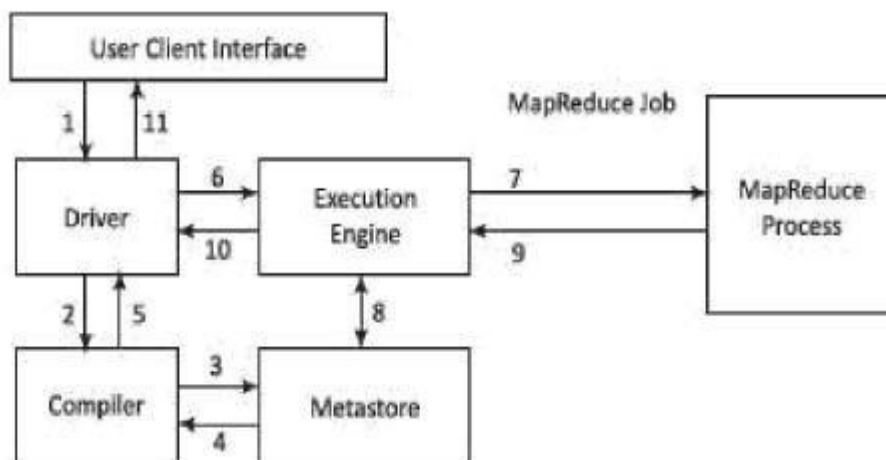 User Client Interface
1
11
MapReduce Job
Driver
6
10
Execution
Engine
7
9
MapReduce
Process
2
5
8
Compiler
3
4
Metastore